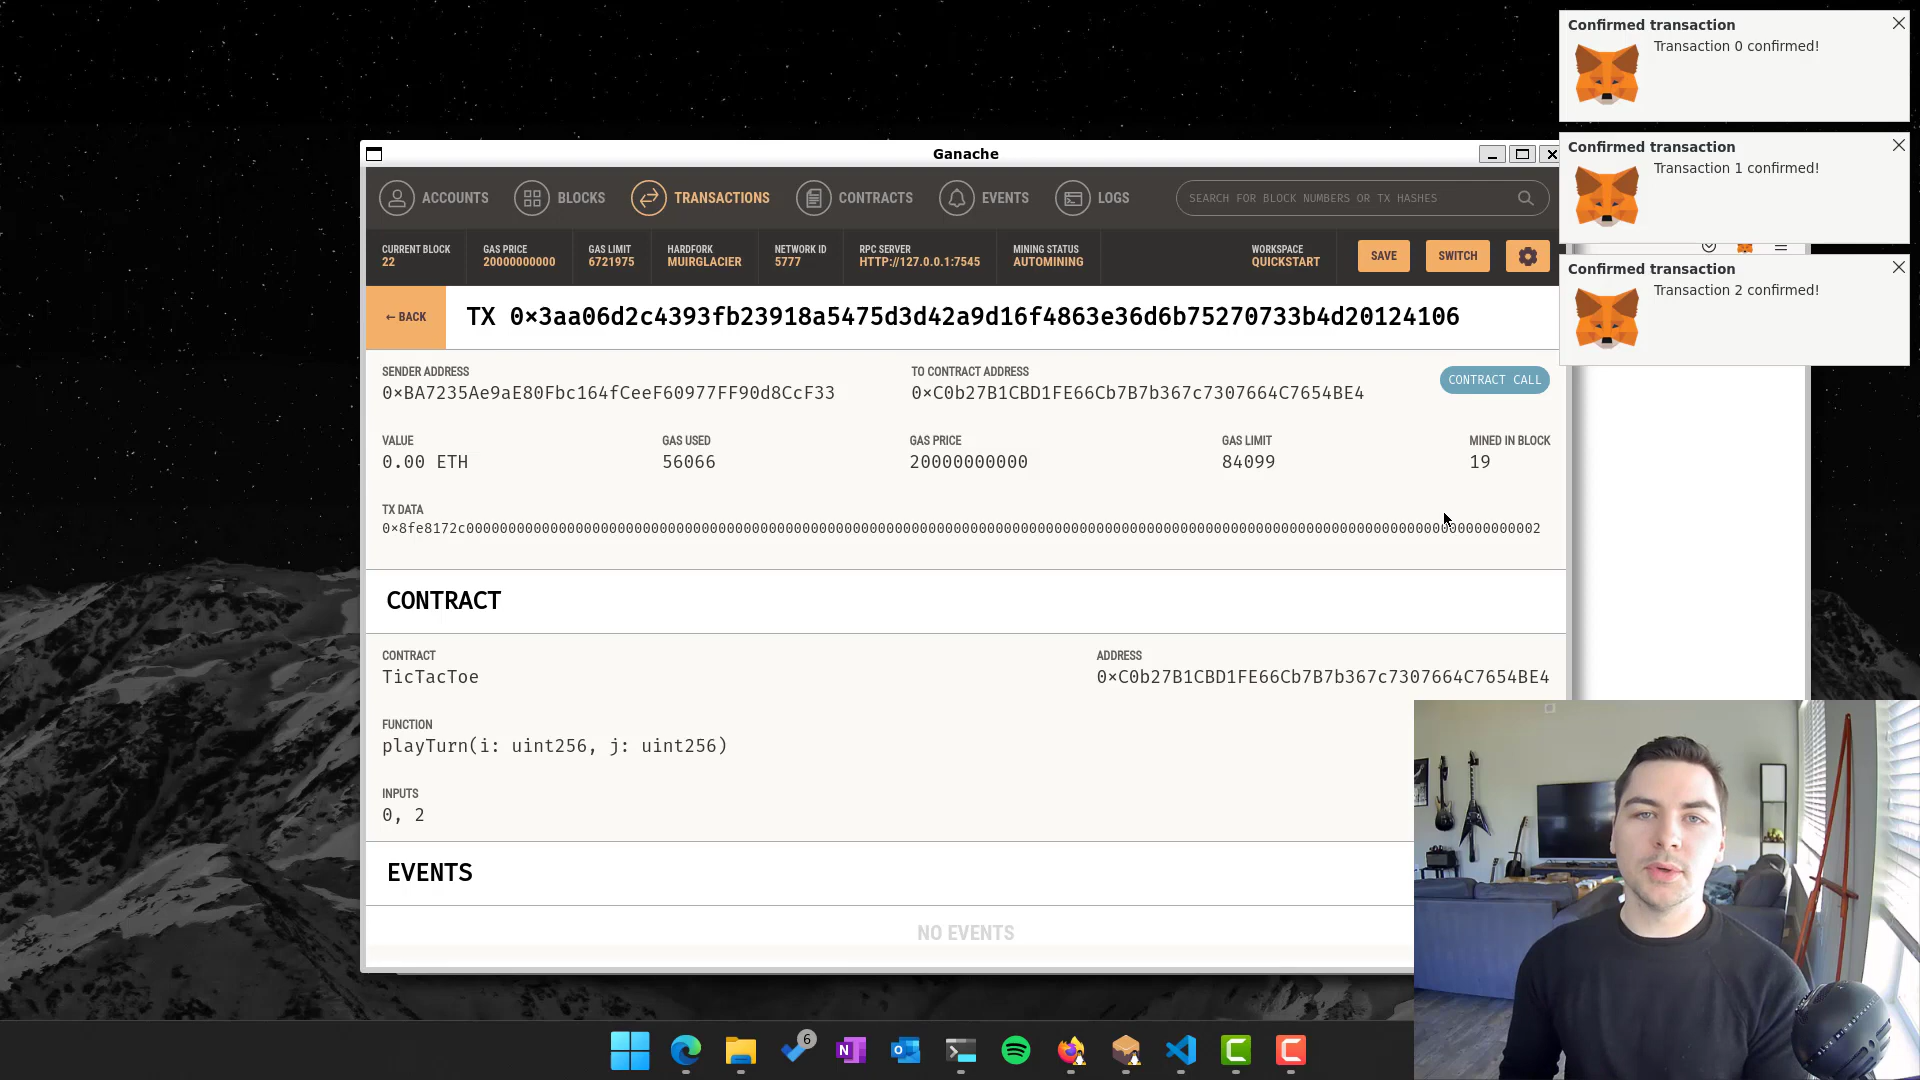 Confirmed transaction
Transaction 0 confirmed!
Confirmed transaction
Transaction 1 confirmed!
Confirmed transaction
Transaction 2 confirmed!
Ganache
ACCOUNTS BLOCKS TRANSACTIONS CONTRACTS EVENTS LOGS SEARCH FOR BLOCK NUMBERS OR TX HASHES
CURRENT BLOCK GAS PRICE GAS LIMIT HARDFORK NETWORK ID RPC SERVER MINING STATUS WORKSPACE
22 20000000000 6721975 MUIRGLACIER 5777 HTTP://127.0.0.1:7545 AUTOMINING QUICKSTART SAVE SWITCH
← BACK TX 0×3aa06d2c4393fb23918a5475d3d42a9d16f4863e36d6b75270733b4d20124106
SENDER ADDRESS TO CONTRACT ADDRESS
0×BA7235Ae9aE80Fbc164fCeeF60977FF90d8CcF33 0×C0b27B1CBD1FE66Cb7B7b367c7307664C7654BE4 CONTRACT CALL
VALUE GAS USED GAS PRICE GAS LIMIT MINED IN BLOCK
0.00 ETH 56066 20000000000 84099 19
TX DATA
0×8fe8172c00000000000000000000000000000000000000000000000000000000000000000000000000000000000000000000000000000000000000000000000000000002
CONTRACT
CONTRACT ADDRESS
TicTacToe 0×C0b27B1CBD1FE66Cb7B7b367c7307664C7654BE4
FUNCTION
playTurn(i: uint256, j: uint256)
INPUTS
0, 2
EVENTS
NO EVENTS
6